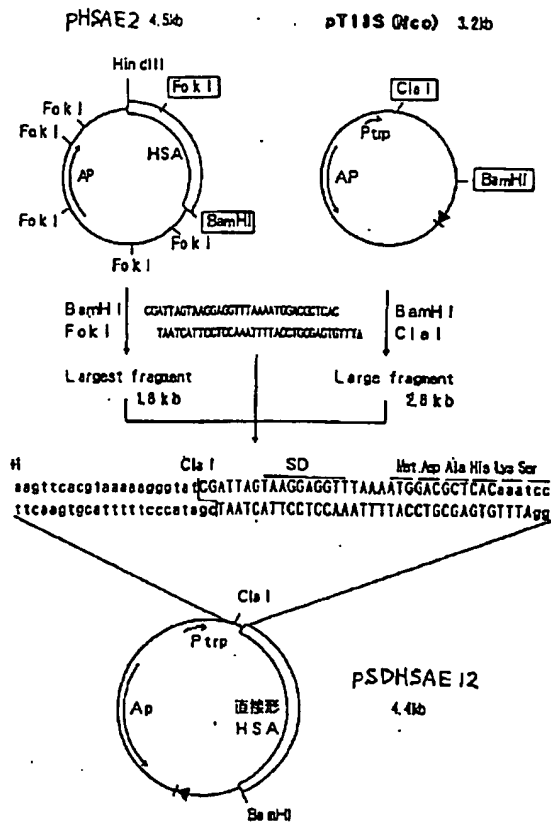 pHSAE2 4.5kb
pT13S (Nco) 3.2kb
Hin cIII
Fok I
Cla I
Fok I
Fok I
Ptrp
HSA
AP
AP
BamHI
Fok I
BamHI
Fok I
Fok I
BamH I
CGATTAGTAAGGAGGTTTAAAATGGACGCTCAC
BamH I
Fok I
TAATCATTCCTCCAAATTTTACCTGCGAGTGTTTA
Cla I
Largest fragment
1.8 kb
Large fragment
2.8 kb
Cla I
SD
Met Asp Ala His Lys Ser
aagttcacgtaaaaagggtatCGATTAGTAAGGAGGTTTAAAATGGACGCTCACaaatcc
ttcaagtgcatttttcccatagcTAATCATTCCTCCAAATTTTACCTGCGAGTGTTTAgg
Cla I
Ptrp
pSDHSAE12
4.4kb
Ap
直接形
HSA
BamHI